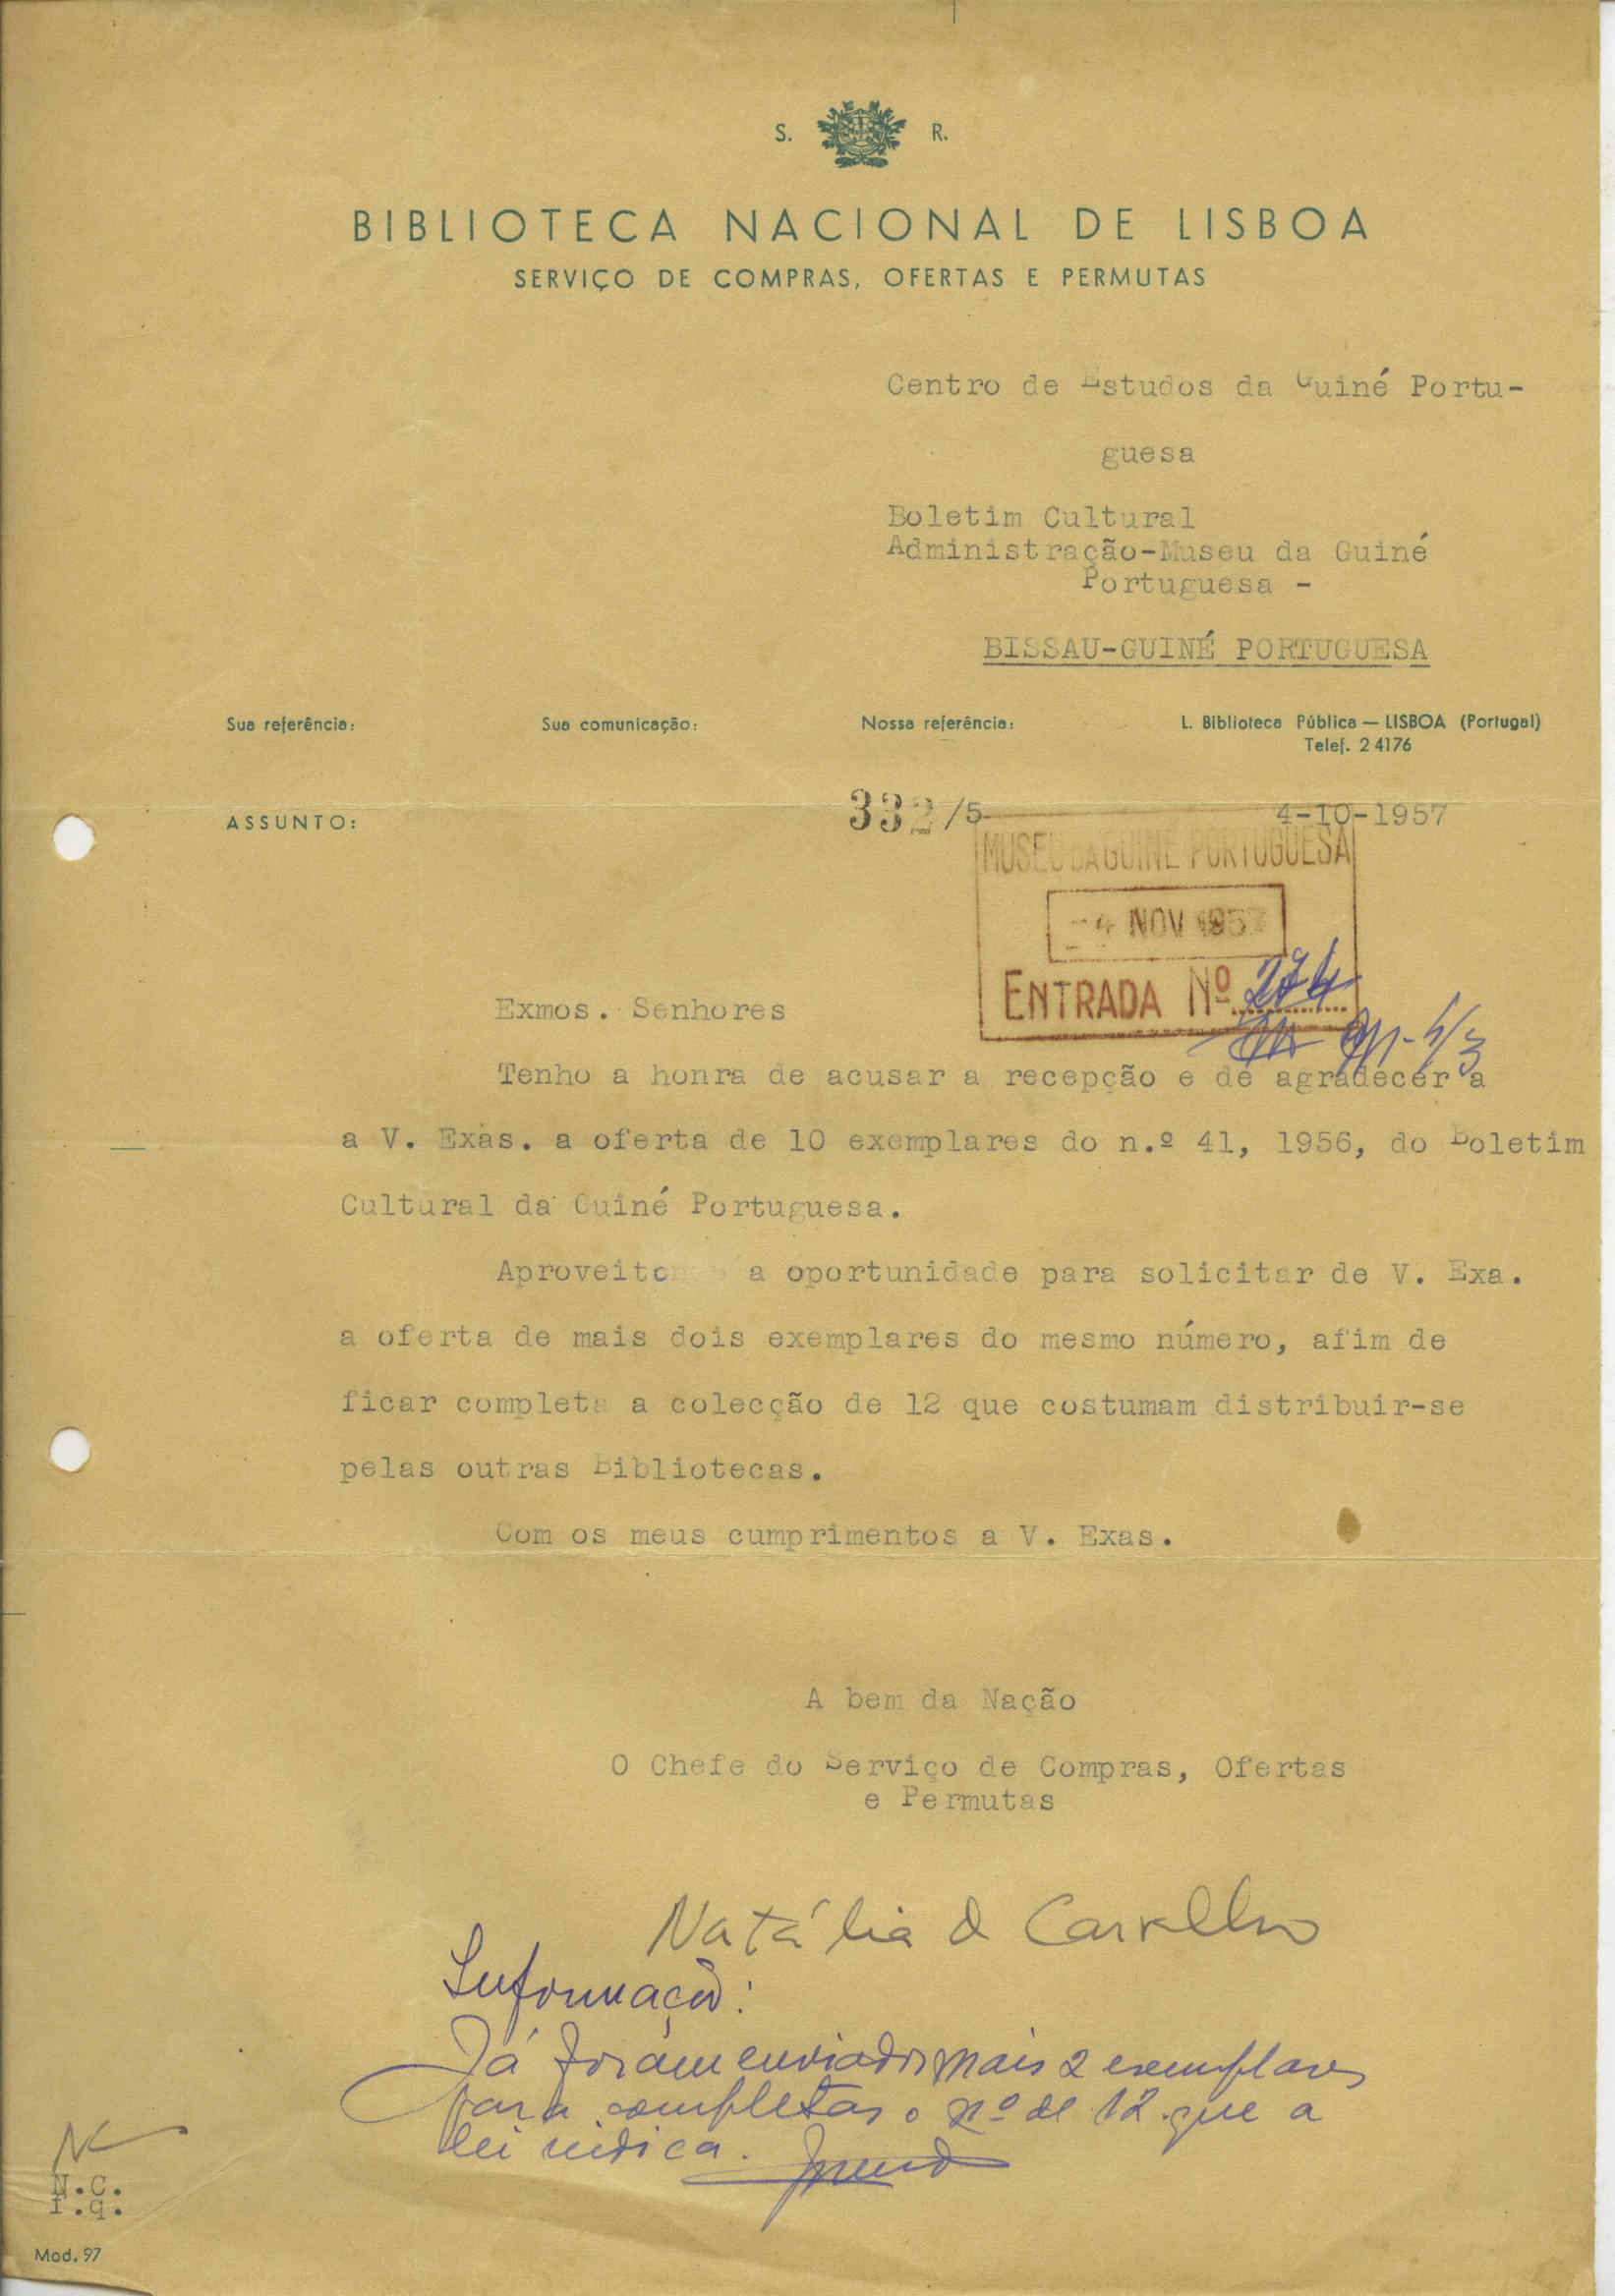 S. R.
BIBLIOTECA NACIONAL DE LISBOA
SERVIÇO DE COMPRAS, OFERTAS E PERMUTAS
Centro de Estudos da Guiné Portu-
guesa
Boletim Cultural
Administração-Museu da Guiné
Portuguesa -
BISSAU-GUINÉ PORTUGUESA
Sua referência: Sua comunicação: Nossa referência: L. Biblioteca Pública — LISBOA (Portugal)
Telef. 2 4176
ASSUNTO: 332/5 4-10-1957
MUSEU DA GUINÉ PORTUGUESA
-4 NOV 1957
ENTRADA Nº 274
Exmos. Senhores
Tenho a honra de acusar a recepção e de agradecer a
a V. Exas. a oferta de 10 exemplares do n.º 41, 1956, do Boletim
Cultural da Guiné Portuguesa.
Aproveito a oportunidade para solicitar de V. Exa.
a oferta de mais dois exemplares do mesmo número, afim de
ficar completa a colecção de 12 que costumam distribuir-se
pelas outras Bibliotecas.
Com os meus cumprimentos a V. Exas.
A bem da Nação
O Chefe do Serviço de Compras, Ofertas
e Permutas
Natália d Carvalho
Informação:
Já foram enviados mais 2 exemplares
para completar o nº de 12 que a
lei indica.
N.C.
I.q.
Mod. 97